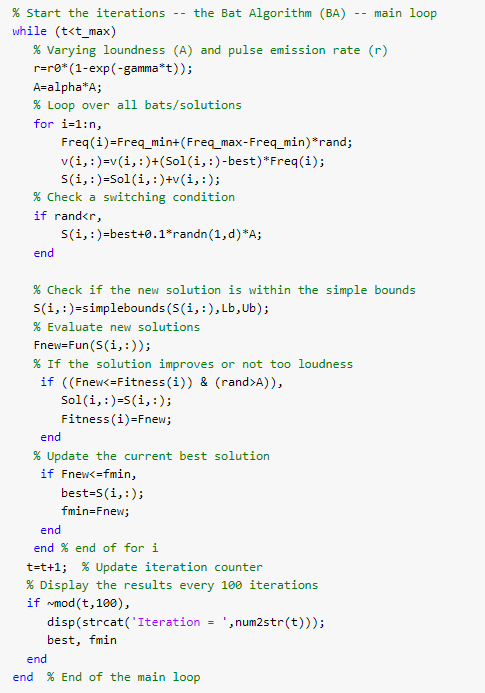 % Start the iterations -- the Bat Algorithm (BA) -- main loop
while (t<t_max)
% Varying loundness (A) and pulse emission rate (r)
r=r0*(1-exp(-gamma*t));
A=alpha*A;
% Loop over all bats/solutions
for i=1:n,
Freq(i)=Freq_min+(Freq_max-Freq_min)*rand;
v(i,:)=v(i,:)+(Sol(i,:)-best)*Freq(i);
S(i,:)=Sol(i,:)+v(i,:);
% Check a switching condition
if rand<r,
S(i,:)=best+0.1*randn(1,d)*A;
end
% Check if the new solution is within the simple bounds
S(i,:)=simplebounds(S(i,:),Lb,Ub);
% Evaluate new solutions
Fnew=Fun(S(i,:));
% If the solution improves or not too loudness
if ((Fnew<=Fitness(i)) & (rand>A)),
Sol(i,:)=S(i,:);
Fitness(i)=Fnew;
end
% Update the current best solution
if Fnew<=fmin,
best=S(i,:);
fmin=Fnew;
end
end % end of for i
t=t+1; % Update iteration counter
% Display the results every 100 iterations
if ~mod(t,100),
disp(strcat('Iteration = ',num2str(t)));
best, fmin
end
end % End of the main loop